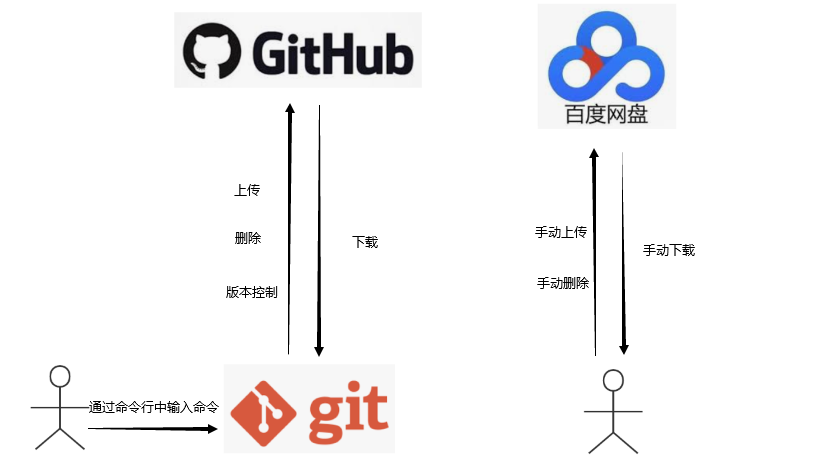 GitHub
百度网盘
上传
删除
下载
版本控制
手动上传
手动下载
手动删除
通过命令行中输入命令
git